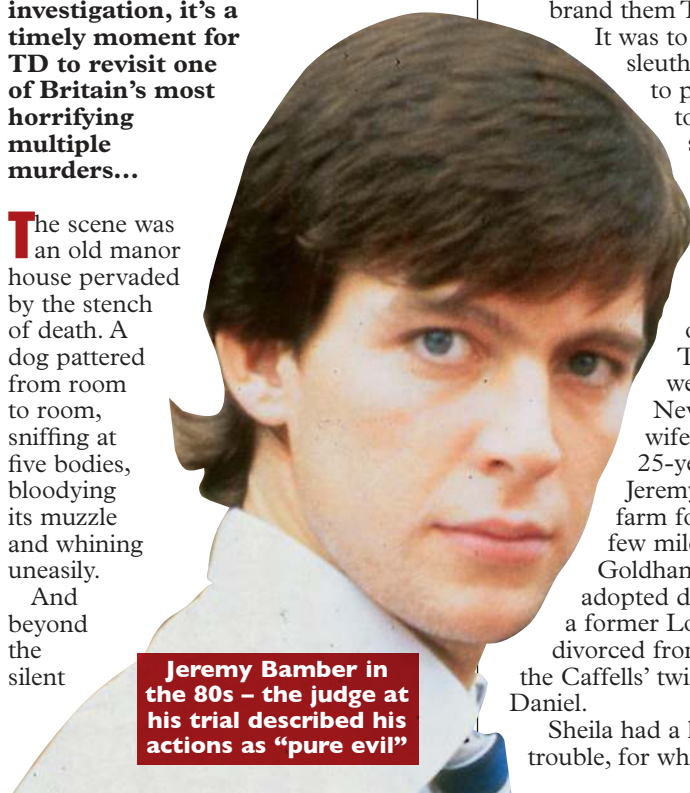 investigation, it's a
timely moment for
TD to revisit one
of Britain's most
horrifying
multiple
murders…
The scene was
an old manor
house pervaded
by the stench
of death. A
dog pattered
from room
to room,
sniffing at
five bodies,
bloodying
its muzzle
and whining
uneasily.
And
beyond
the
silent
Jeremy Bamber in
the 80s – the judge at
his trial described his
actions as “pure evil”
brand them T
It was to
sleuth
to p
to
T
we
Nev
wife
25-ye
Jeremy
farm fo
few mile
Goldhan
adopted d
a former Lo
divorced from
the Caffells' twi
Daniel.
Sheila had a
trouble, for wh